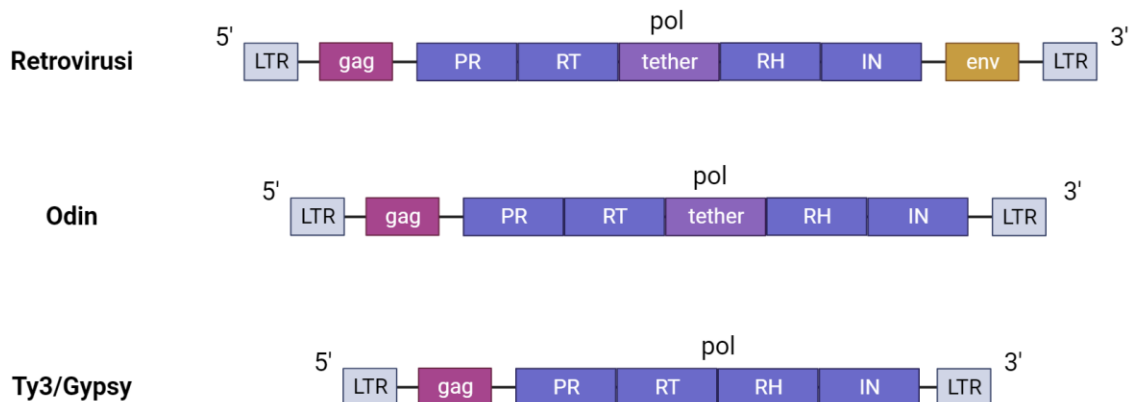 pol
5' 3'
Retrovirusi LTR gag PR RT tether RH IN env LTR
pol
5' 3'
Odin LTR gag PR RT tether RH IN LTR
pol
5' 3'
Ty3/Gypsy LTR gag PR RT RH IN LTR